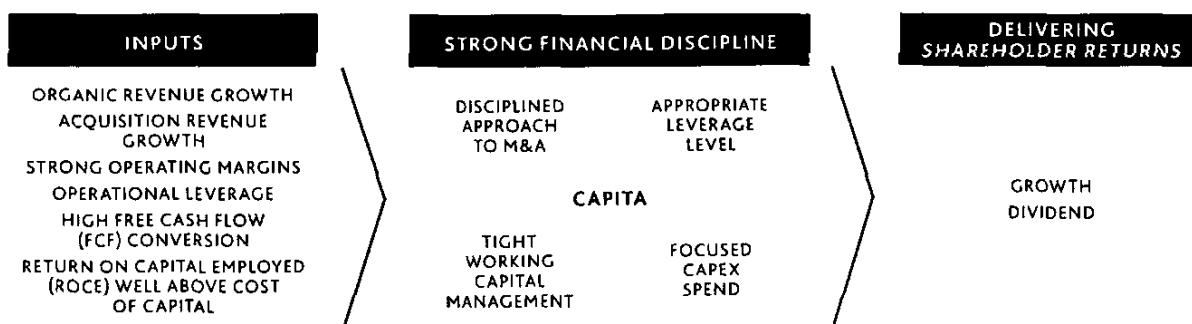 INPUTS
ORGANIC REVENUE GROWTH
ACQUISITION REVENUE
GROWTH
STRONG OPERATING MARGINS
OPERATIONAL LEVERAGE
HIGH FREE CASH FLOW
(FCF) CONVERSION
RETURN ON CAPITAL EMPLOYED
(ROCE) WELL ABOVE COST
OF CAPITAL
STRONG FINANCIAL DISCIPLINE
DISCIPLINED
APPROACH
TO M&A
APPROPRIATE
LEVERAGE
LEVEL
CAPITA
TIGHT
WORKING
CAPITAL
MANAGEMENT
FOCUSED
CAPEX
SPEND
DELIVERING
SHAREHOLDER RETURNS
GROWTH
DIVIDEND